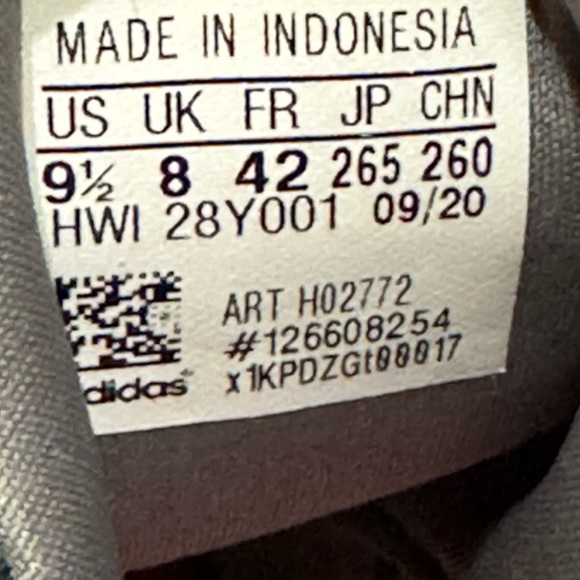 MADE IN INDONESIA
US UK FR JP CHN
9½ 8 42 265 260
HWI 28Y001 09/20
ART H02772
#126608254
x1KPDZGt00017
adidas